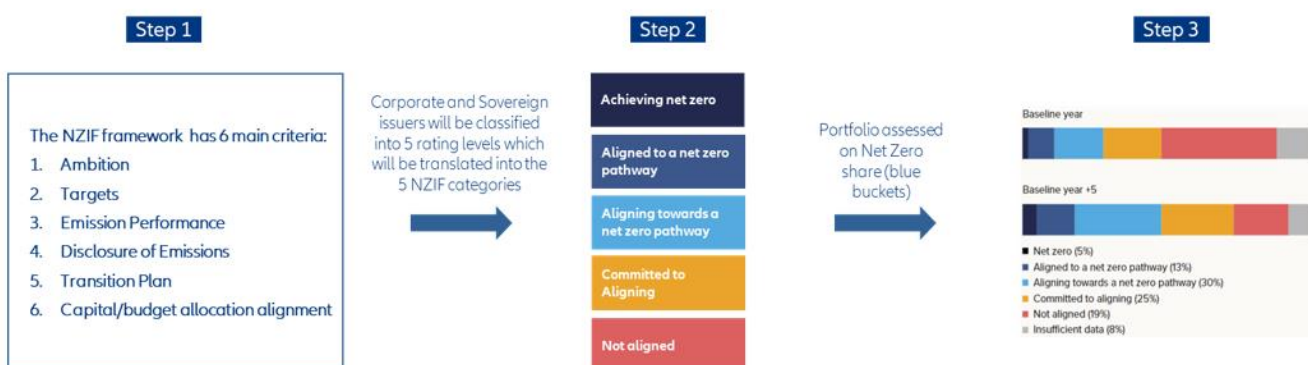 Step 1
Step 2
Step 3
The NZIF framework has 6 main criteria:
1. Ambition
2. Targets
3. Emission Performance
4. Disclosure of Emissions
5. Transition Plan
6. Capital/budget allocation alignment
Corporate and Sovereign
issuers will be classified
into 5 rating levels which
will be translated into the
5 NZIF categories
Achieving net zero
Aligned to a net zero
pathway
Aligning towards a
net zero pathway
Committed to
Aligning
Not aligned
Portfolio assessed
on Net Zero
share (blue
buckets)
Baseline year
Baseline year +5
Net zero (5%)
Aligned to a net zero pathway (13%)
Aligning towards a net zero pathway (30%)
Committed to aligning (25%)
Not aligned (19%)
Insufficient data (8%)